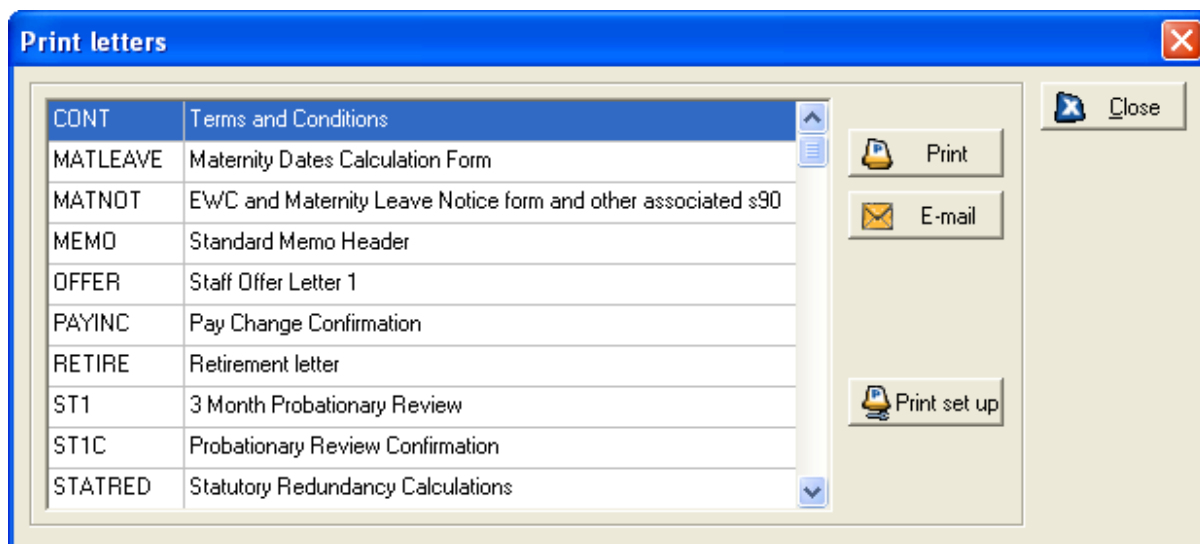 Print letters
CONT Terms and Conditions
MATLEAVE Maternity Dates Calculation Form
MATNOT EWC and Maternity Leave Notice form and other associated s90
MEMO Standard Memo Header
OFFER Staff Offer Letter 1
PAYINC Pay Change Confirmation
RETIRE Retirement letter
ST1 3 Month Probationary Review
ST1C Probationary Review Confirmation
STATRED Statutory Redundancy Calculations
Print
E-mail
Print set up
Close